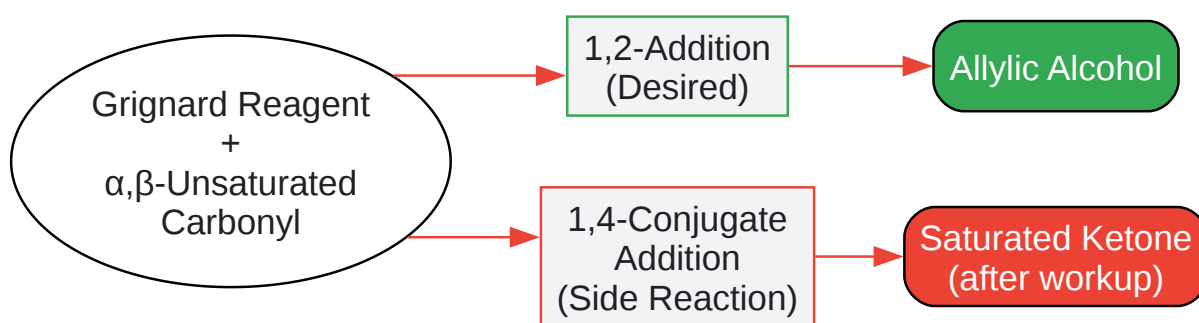 Grignard Reagent
+
α,β-Unsaturated
Carbonyl
1,2-Addition
(Desired)
Allylic Alcohol
1,4-Conjugate
Addition
(Side Reaction)
Saturated Ketone
(after workup)